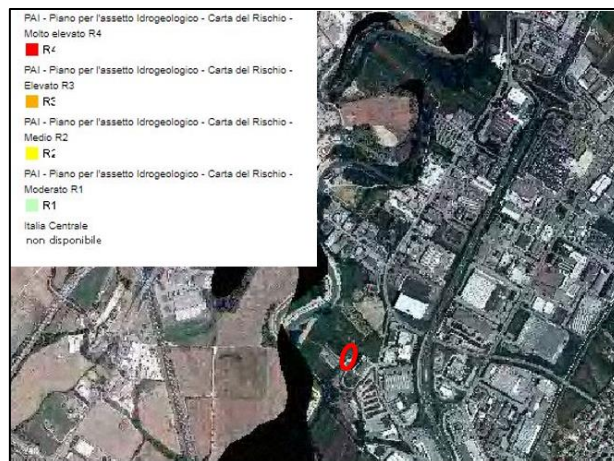 PAI - Piano per l'assetto Idrogeologico - Carta del Rischio -
Molto elevato R4
R4
PAI - Piano per l'assetto Idrogeologico - Carta del Rischio -
Elevato R3
R3
PAI - Piano per l'assetto Idrogeologico - Carta del Rischio -
Medio R2
R2
PAI - Piano per l'assetto Idrogeologico - Carta del Rischio -
Moderato R1
R1
Italia Centrale
non disponibile